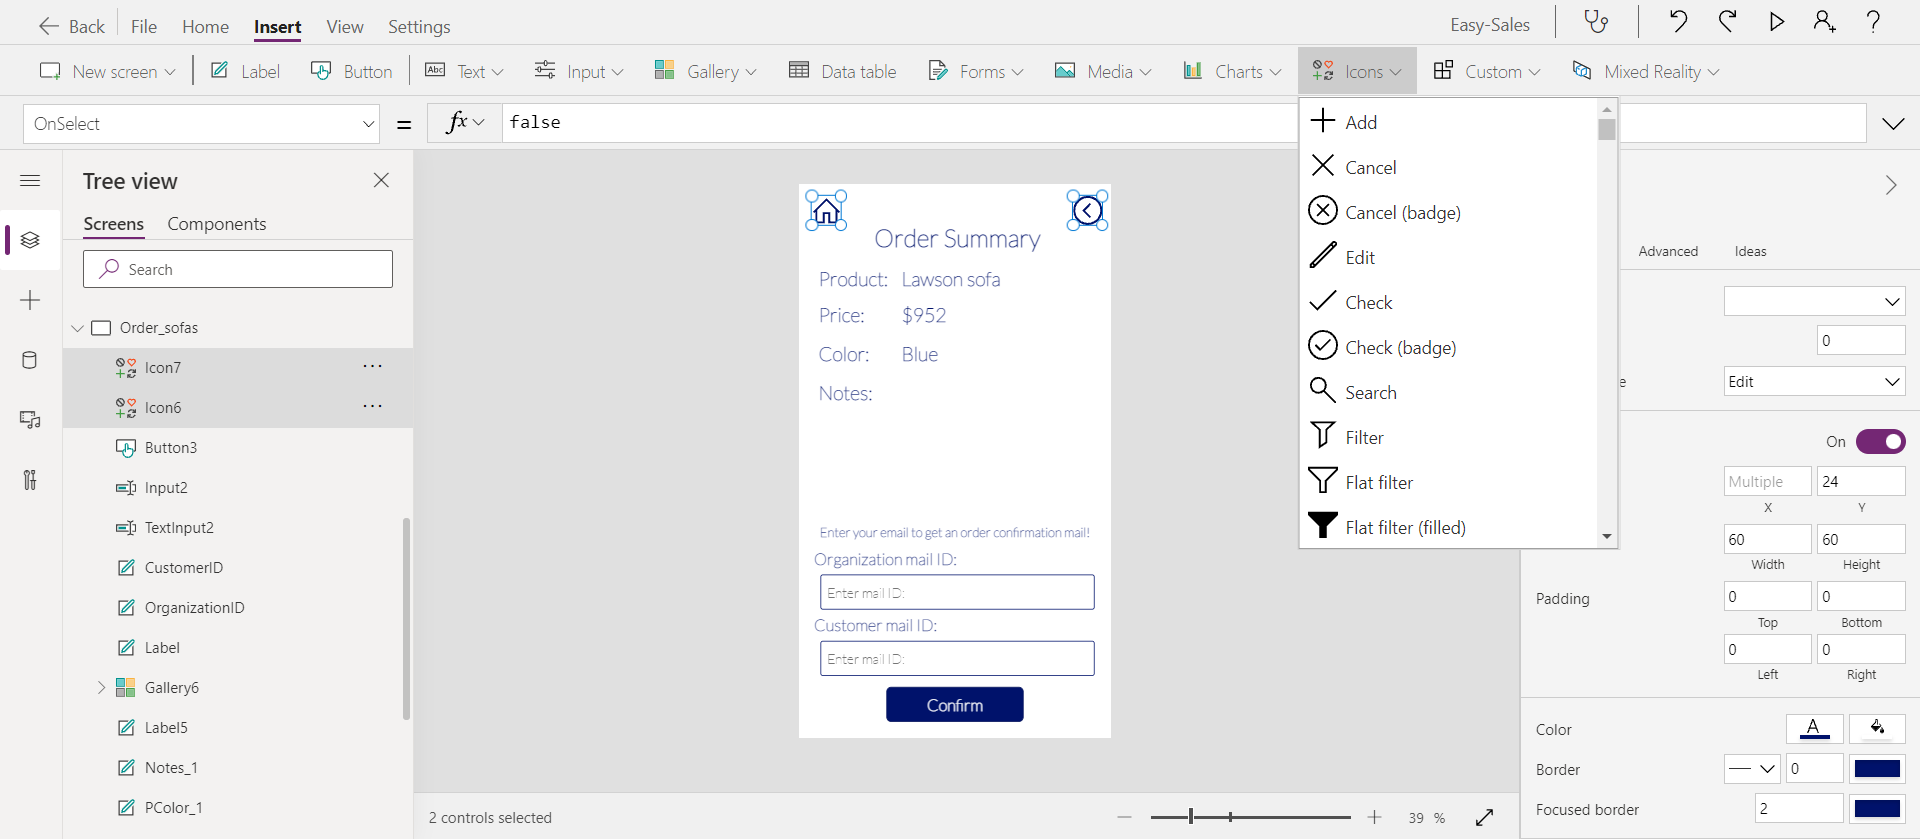 Back File Home Insert View Settings Easy-Sales ?
New screen Label Button Abc Text Input Gallery Data table Forms Media Charts Icons Custom Mixed Reality
OnSelect = fx false
Tree view
Screens Components
Search
Order_sofas
Icon7 ...
Icon6 ...
Button3
Input2
TextInput2
CustomerID
OrganizationID
Label
Gallery6
Label5
Notes_1
PColor_1
Order Summary
Product: Lawson sofa
Price: $952
Color: Blue
Notes:
Enter your email to get an order confirmation mail!
Organization mail ID:
Enter mail ID:
Customer mail ID:
Enter mail ID:
Confirm
2 controls selected
39 %
Add
Cancel
Cancel (badge)
Edit
Check
Check (badge)
Search
Filter
Flat filter
Flat filter (filled)
Advanced Ideas
0
e Edit
On
Multiple 24
X Y
60 60
Width Height
Padding 0 0
Top Bottom
0 0
Left Right
Color A
Border 0
Focused border 2